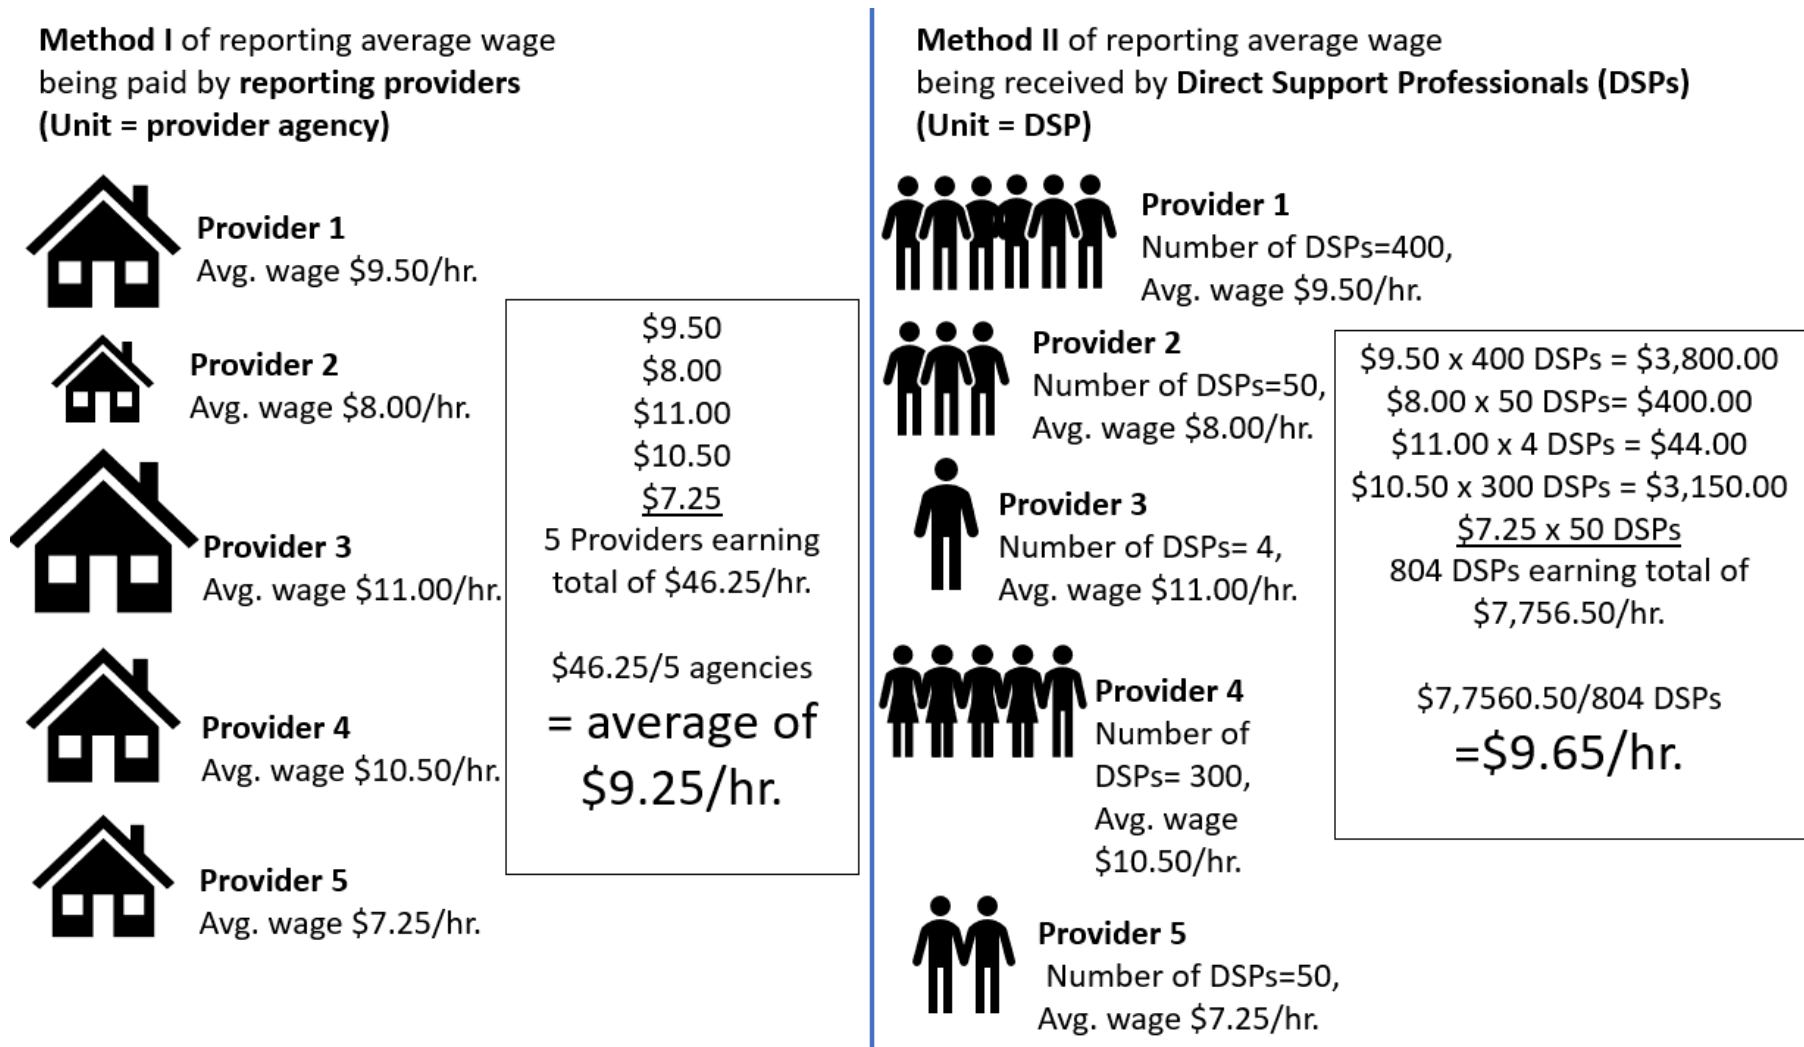 Method I of reporting average wage
being paid by reporting providers
(Unit = provider agency)
Provider 1
Avg. wage $9.50/hr.
Provider 2
Avg. wage $8.00/hr.
Provider 3
Avg. wage $11.00/hr.
Provider 4
Avg. wage $10.50/hr.
Provider 5
Avg. wage $7.25/hr.
$9.50
$8.00
$11.00
$10.50
$7.25
5 Providers earning
total of $46.25/hr.
$46.25/5 agencies
= average of
$9.25/hr.
Method II of reporting average wage
being received by Direct Support Professionals (DSPs)
(Unit = DSP)
Provider 1
Number of DSPs=400,
Avg. wage $9.50/hr.
Provider 2
Number of DSPs=50,
Avg. wage $8.00/hr.
Provider 3
Number of DSPs= 4,
Avg. wage $11.00/hr.
Provider 4
Number of
DSPs= 300,
Avg. wage
$10.50/hr.
Provider 5
Number of DSPs=50,
Avg. wage $7.25/hr.
$9.50 x 400 DSPs = $3,800.00
$8.00 x 50 DSPs= $400.00
$11.00 x 4 DSPs = $44.00
$10.50 x 300 DSPs = $3,150.00
$7.25 x 50 DSPs
804 DSPs earning total of
$7,756.50/hr.
$7,7560.50/804 DSPs
=$9.65/hr.